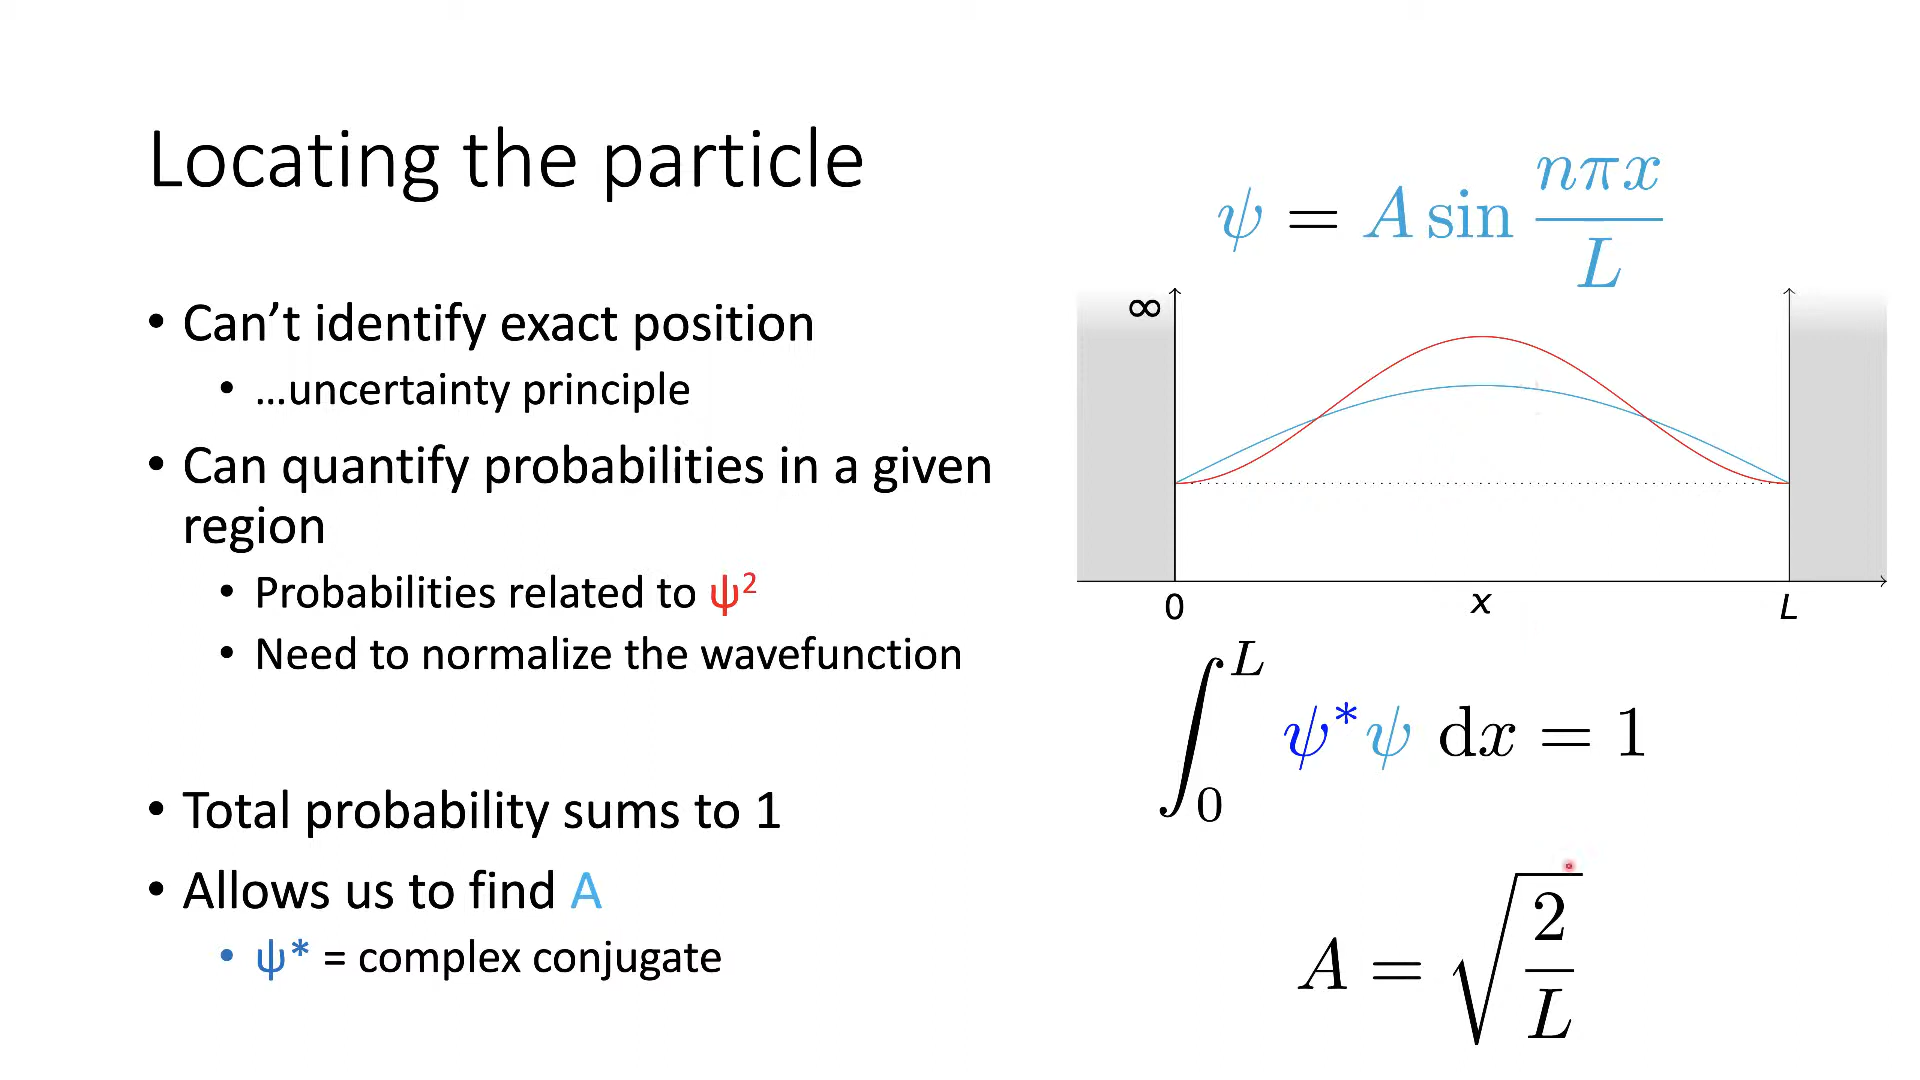 Locating the particle
• Can’t identify exact position
• …uncertainty principle
• Can quantify probabilities in a given
region
• Probabilities related to ψ²
• Need to normalize the wavefunction
• Total probability sums to 1
• Allows us to find A
• ψ* = complex conjugate
ψ = A sin nπx/L
∞
0 x L
∫₀ᴸ ψ*ψ dx = 1
A = √(2/L)